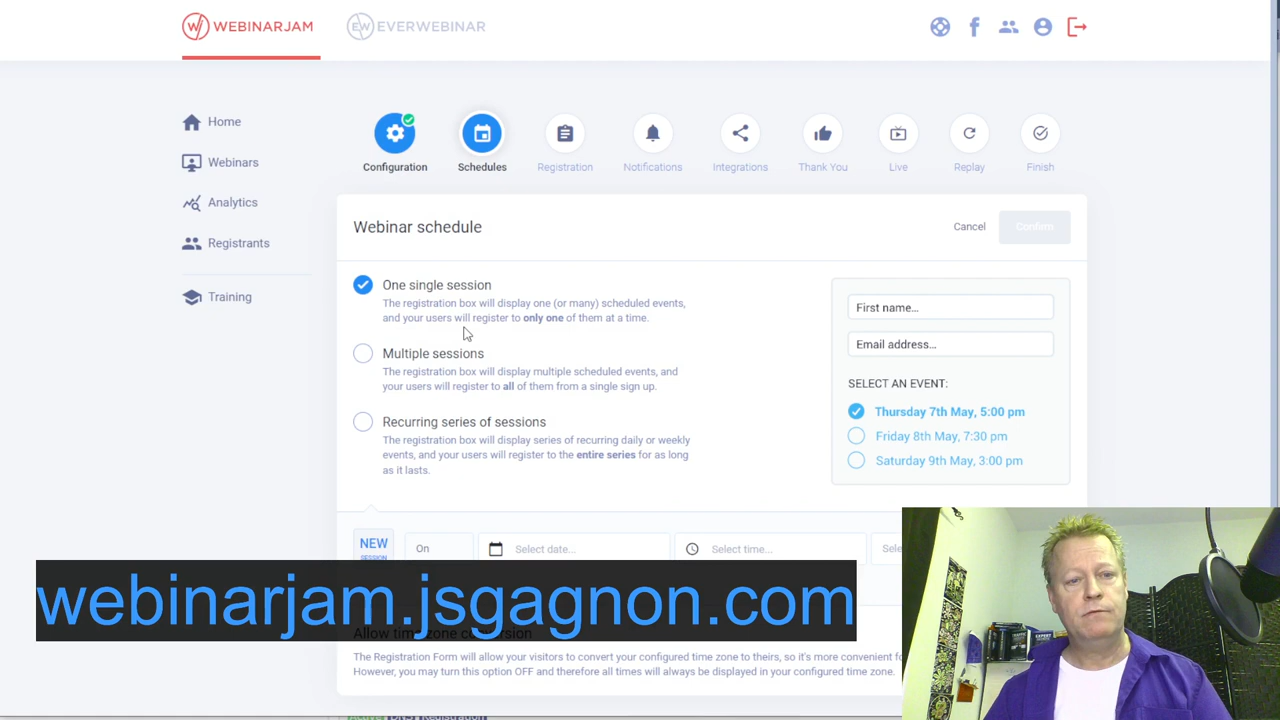 WEBINARJAM
EVERWEBINAR
Home
Webinars
Analytics
Registrants
Training
Configuration
Schedules
Registration
Notifications
Integrations
Thank You
Live
Replay
Finish
Webinar schedule
Cancel
Confirm
One single session
The registration box will display one (or many) scheduled events,
and your users will register to only one of them at a time.
Multiple sessions
The registration box will display multiple scheduled events, and
your users will register to all of them from a single sign up.
Recurring series of sessions
The registration box will display series of recurring daily or weekly
events, and your users will register to the entire series for as long
as it lasts.
First name...
Email address...
SELECT AN EVENT:
Thursday 7th May, 5:00 pm
Friday 8th May, 7:30 pm
Saturday 9th May, 3:00 pm
NEW
SESSION
On
Select date...
Select time...
webinarjam.jsgagnon.com
Allow time zone conversion
The Registration Form will allow your visitors to convert your configured time zone to theirs, so it's more convenient
However, you may turn this option OFF and therefore all times will always be displayed in your configured time zone.